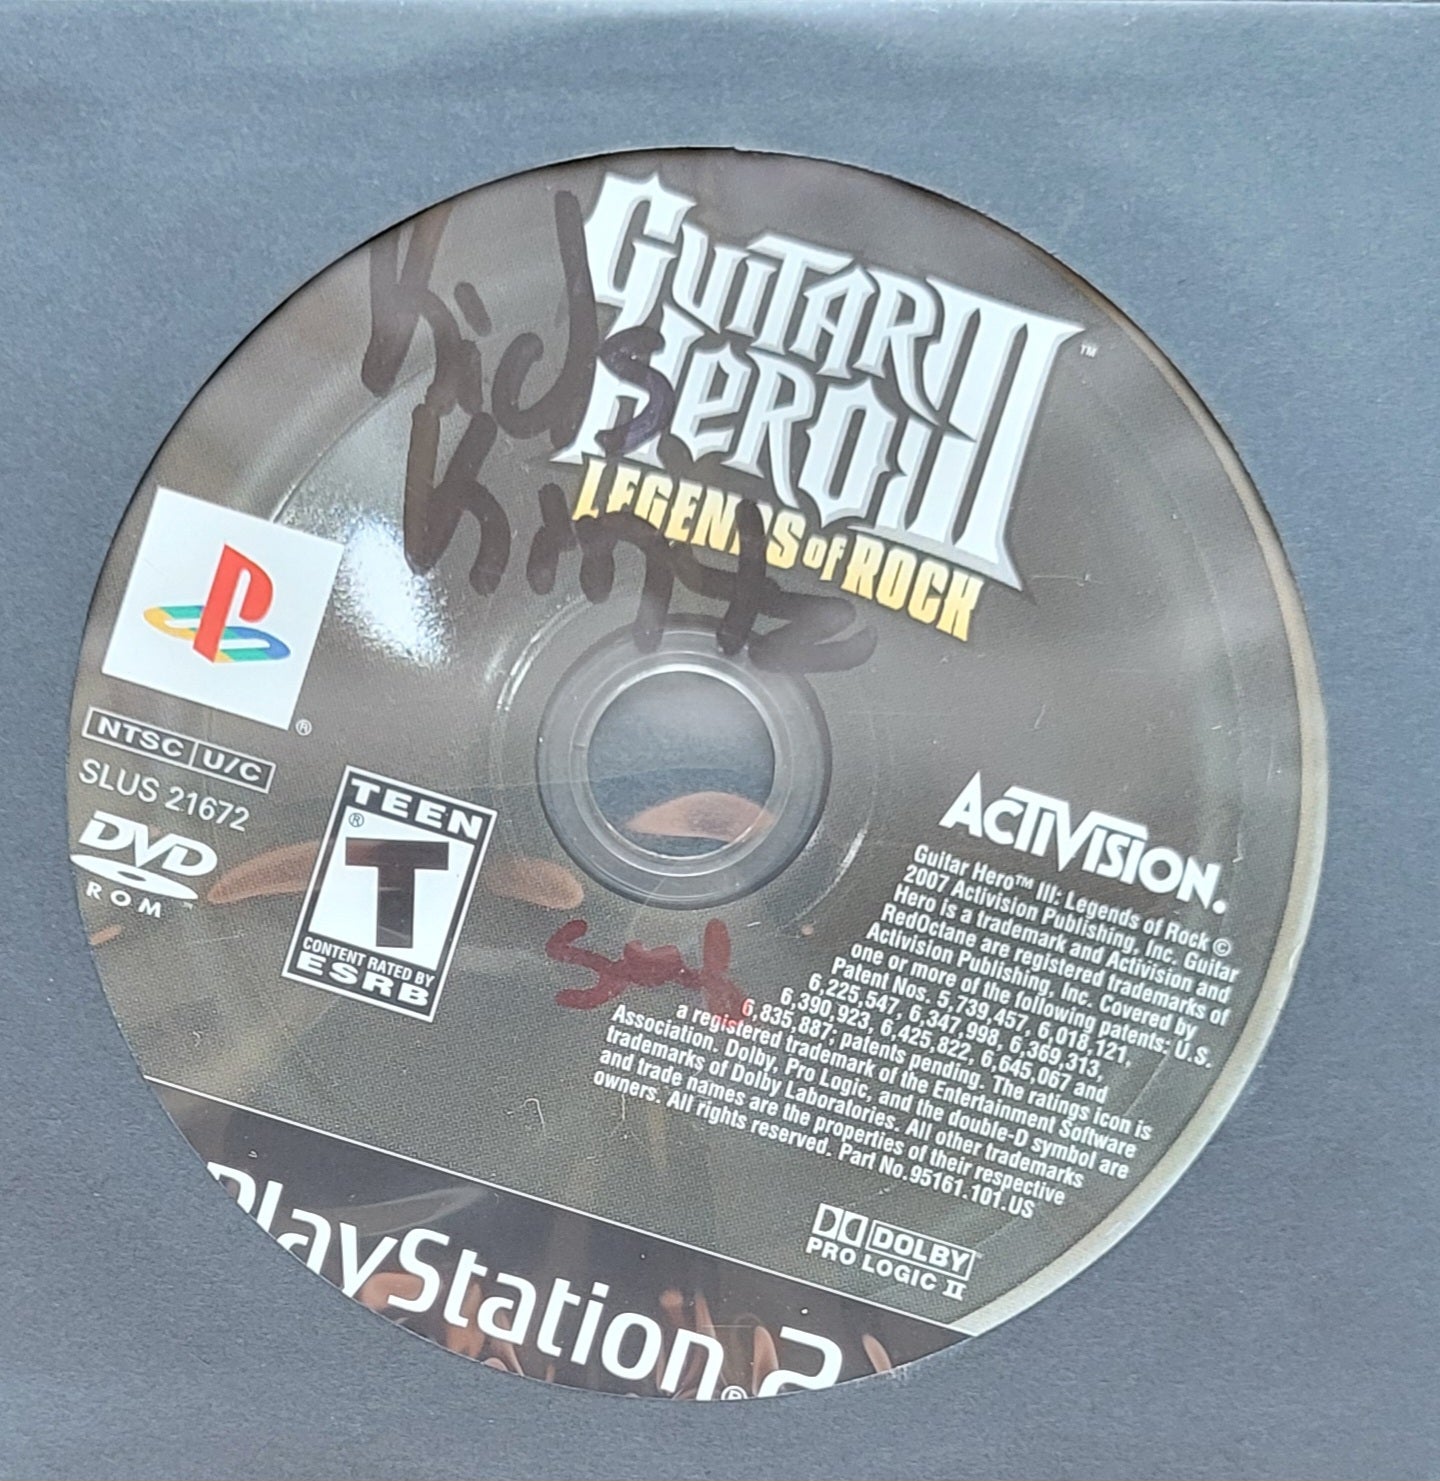 GUITAR
HERO III
LEGENDS OF ROCK
Kids
NTSC U/C
SLUS 21672
DVD
ROM
TEEN
T
CONTENT RATED BY
ESRB
ACTIVISION.
Guitar Hero™ III: Legends of Rock ©
2007 Activision Publishing, Inc. Guitar
Hero is a trademark and Activision and
RedOctane are registered trademarks of
Activision Publishing, Inc. Covered by
one or more of the following patents: U.S.
Patent Nos. 5,739,457, 6,018,121,
6,225,547, 6,347,998, 6,369,313,
6,390,923, 6,425,822, 6,645,067 and
6,835,887; patents pending. The ratings icon is
a registered trademark of the Entertainment Software
Association. Dolby, Pro Logic, and the double-D symbol are
trademarks of Dolby Laboratories. All other trademarks
and trade names are the properties of their respective
owners. All rights reserved. Part No.95161.101.US
DOLBY
PRO LOGIC II
PlayStation®2